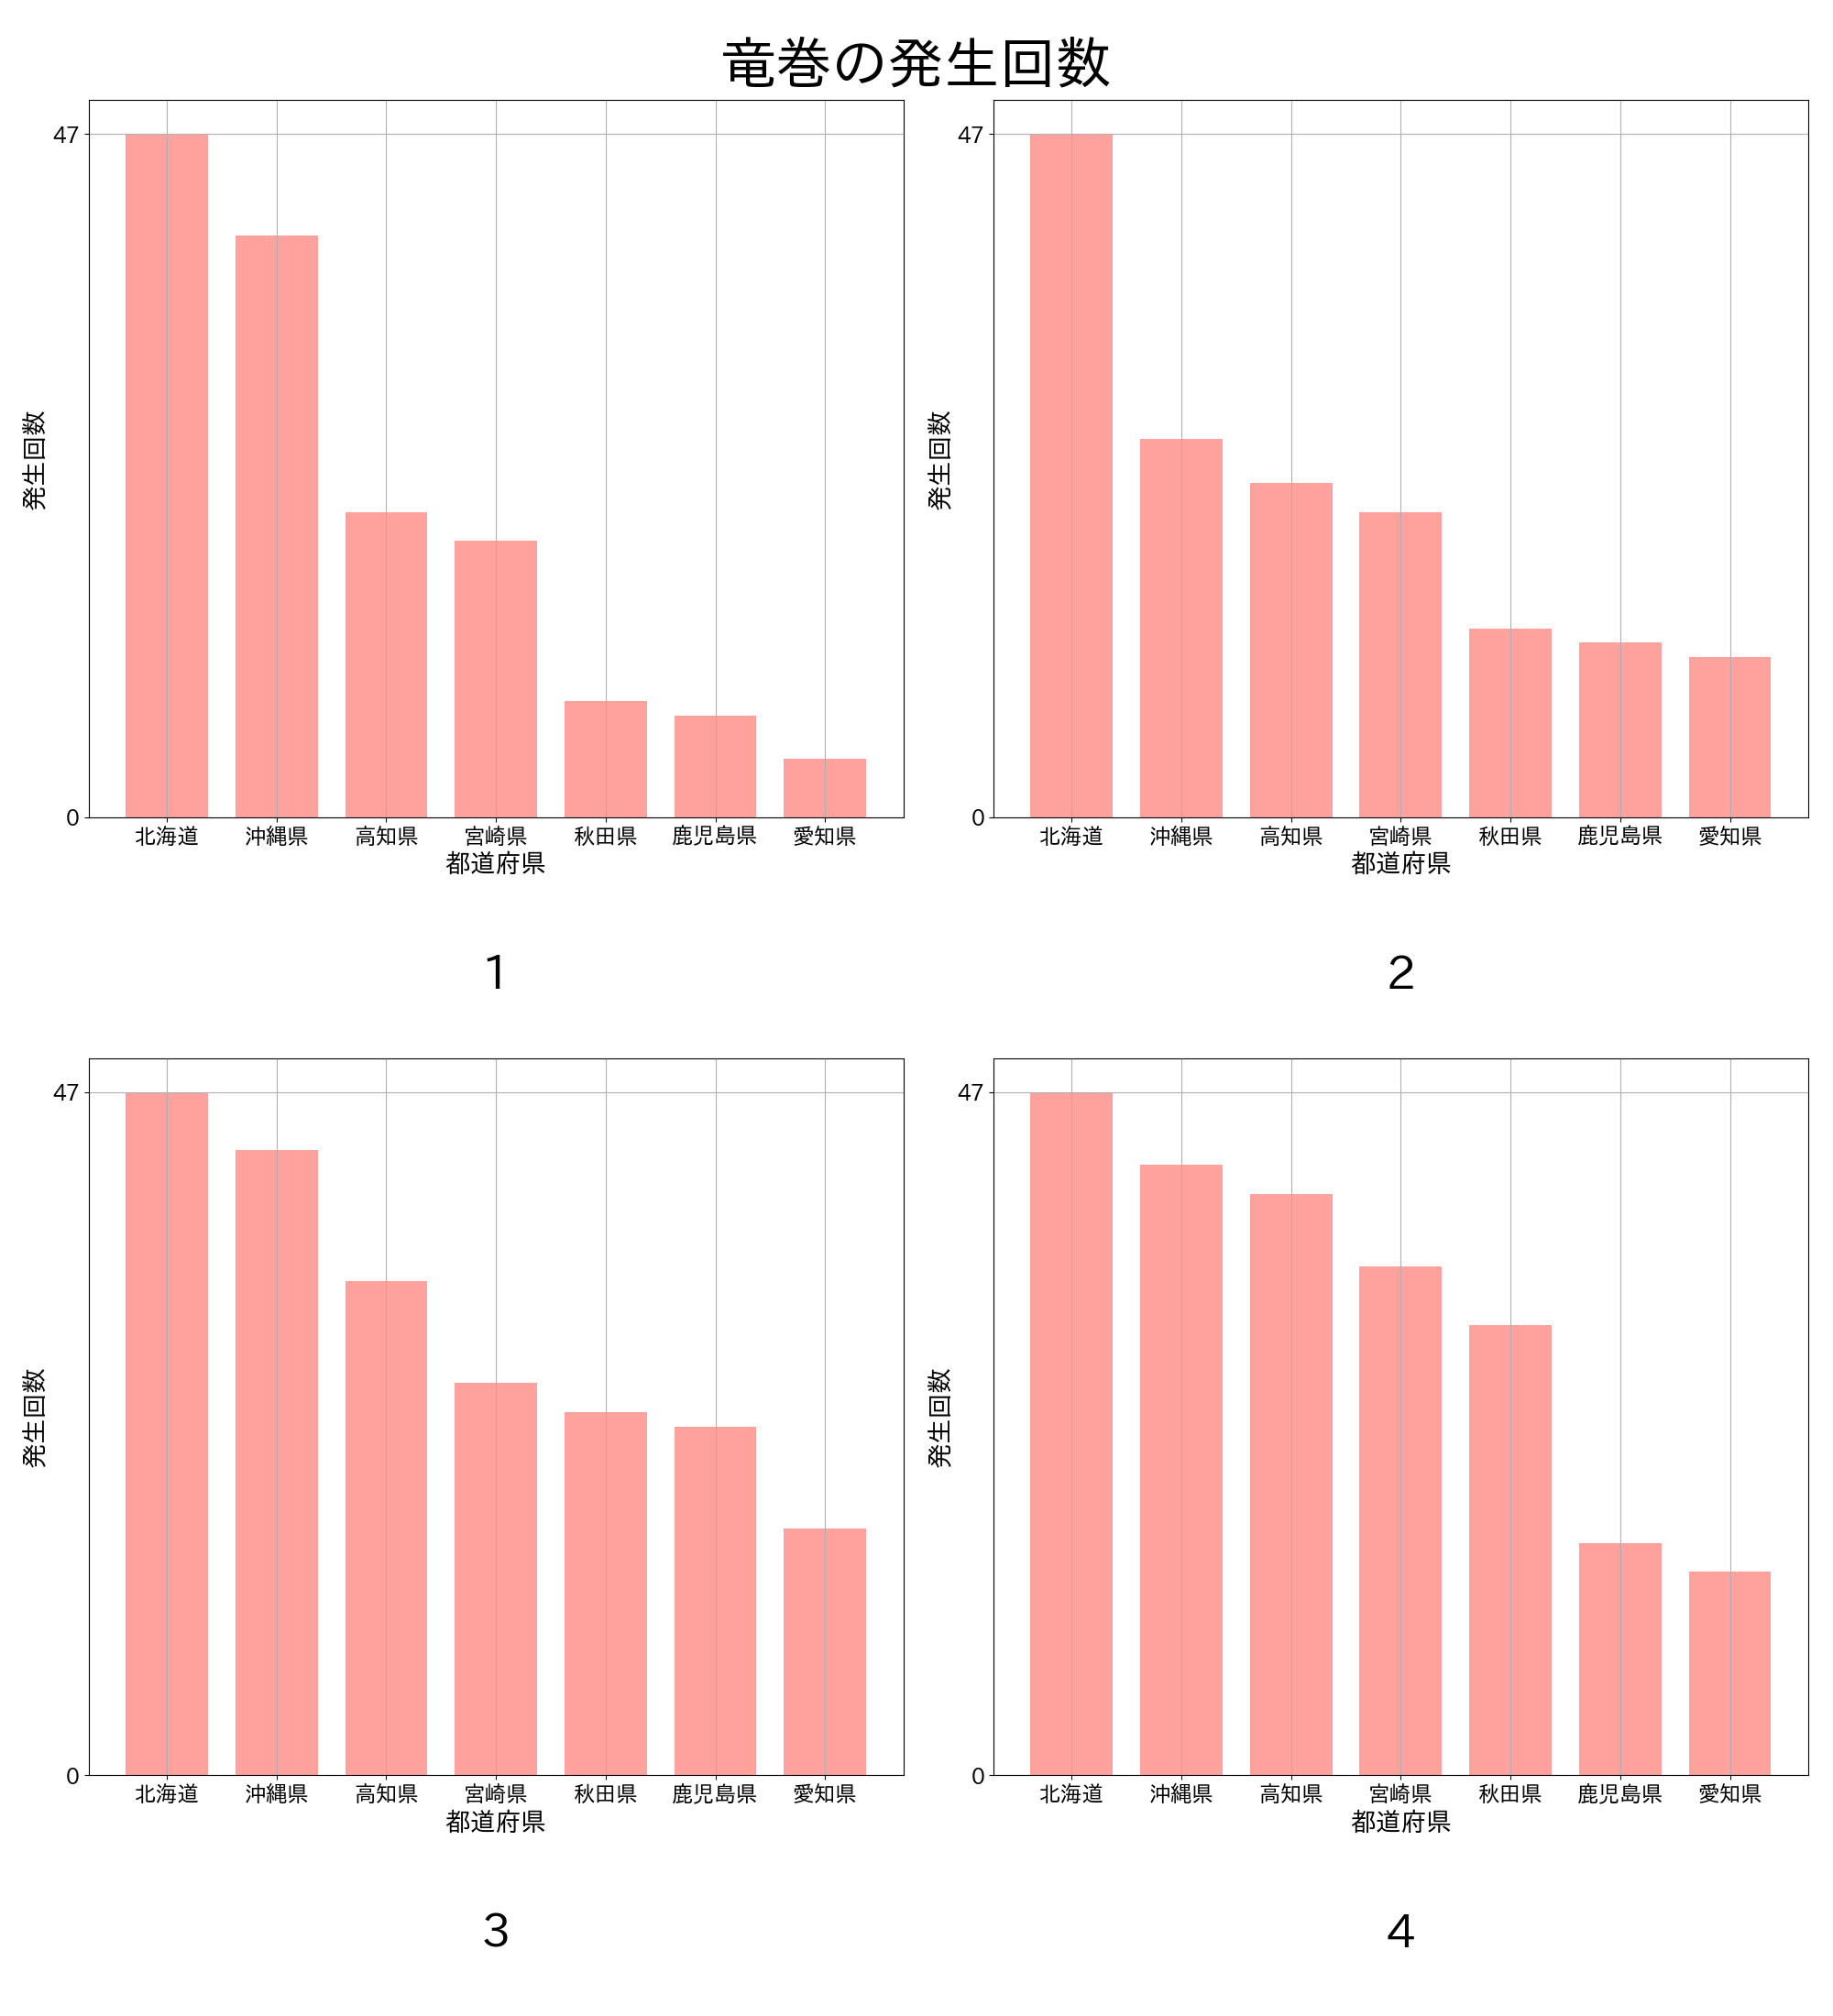 竜巻の発生回数
47
0
発生回数
北海道 沖縄県 高知県 宮崎県 秋田県 鹿児島県 愛知県
都道府県
1
47
0
発生回数
北海道 沖縄県 高知県 宮崎県 秋田県 鹿児島県 愛知県
都道府県
2
47
0
発生回数
北海道 沖縄県 高知県 宮崎県 秋田県 鹿児島県 愛知県
都道府県
3
47
0
発生回数
北海道 沖縄県 高知県 宮崎県 秋田県 鹿児島県 愛知県
都道府県
4